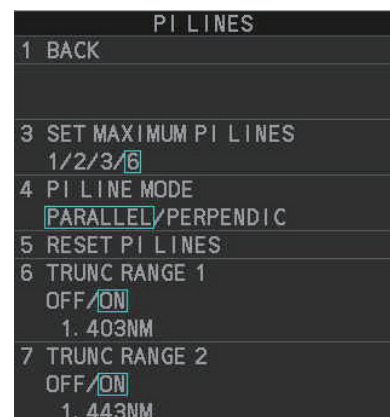 PI LINES
1 BACK
3 SET MAXIMUM PI LINES
1/2/3/6
4 PI LINE MODE
PARALLEL/PERPENDIC
5 RESET PI LINES
6 TRUNC RANGE 1
OFF/ON
1.403NM
7 TRUNC RANGE 2
OFF/ON
1.443NM